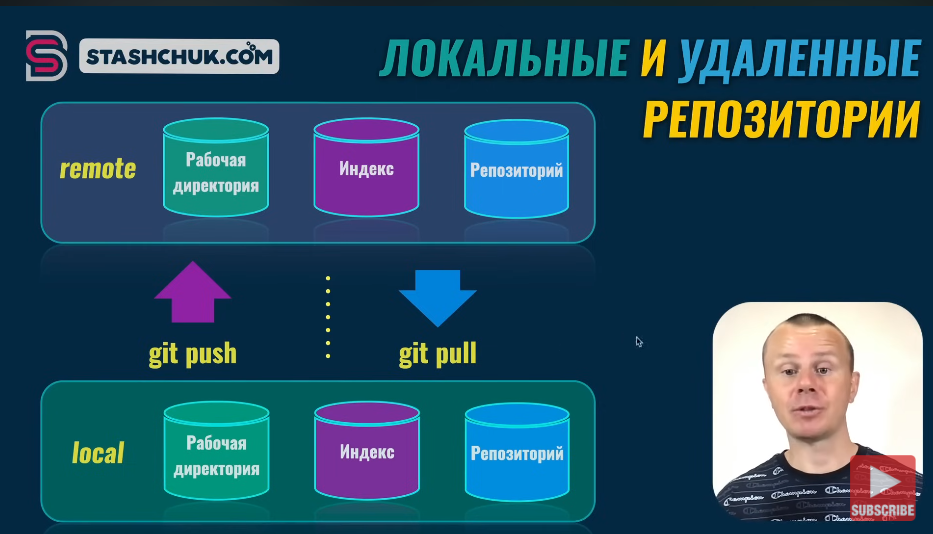 STASHCHUK.COM
ЛОКАЛЬНЫЕ И УДАЛЕННЫЕ
РЕПОЗИТОРИИ
remote
Рабочая
директория
Индекс
Репозиторий
git push
git pull
local
Рабочая
директория
Индекс
Репозиторий
Champion
SUBSCRIBE